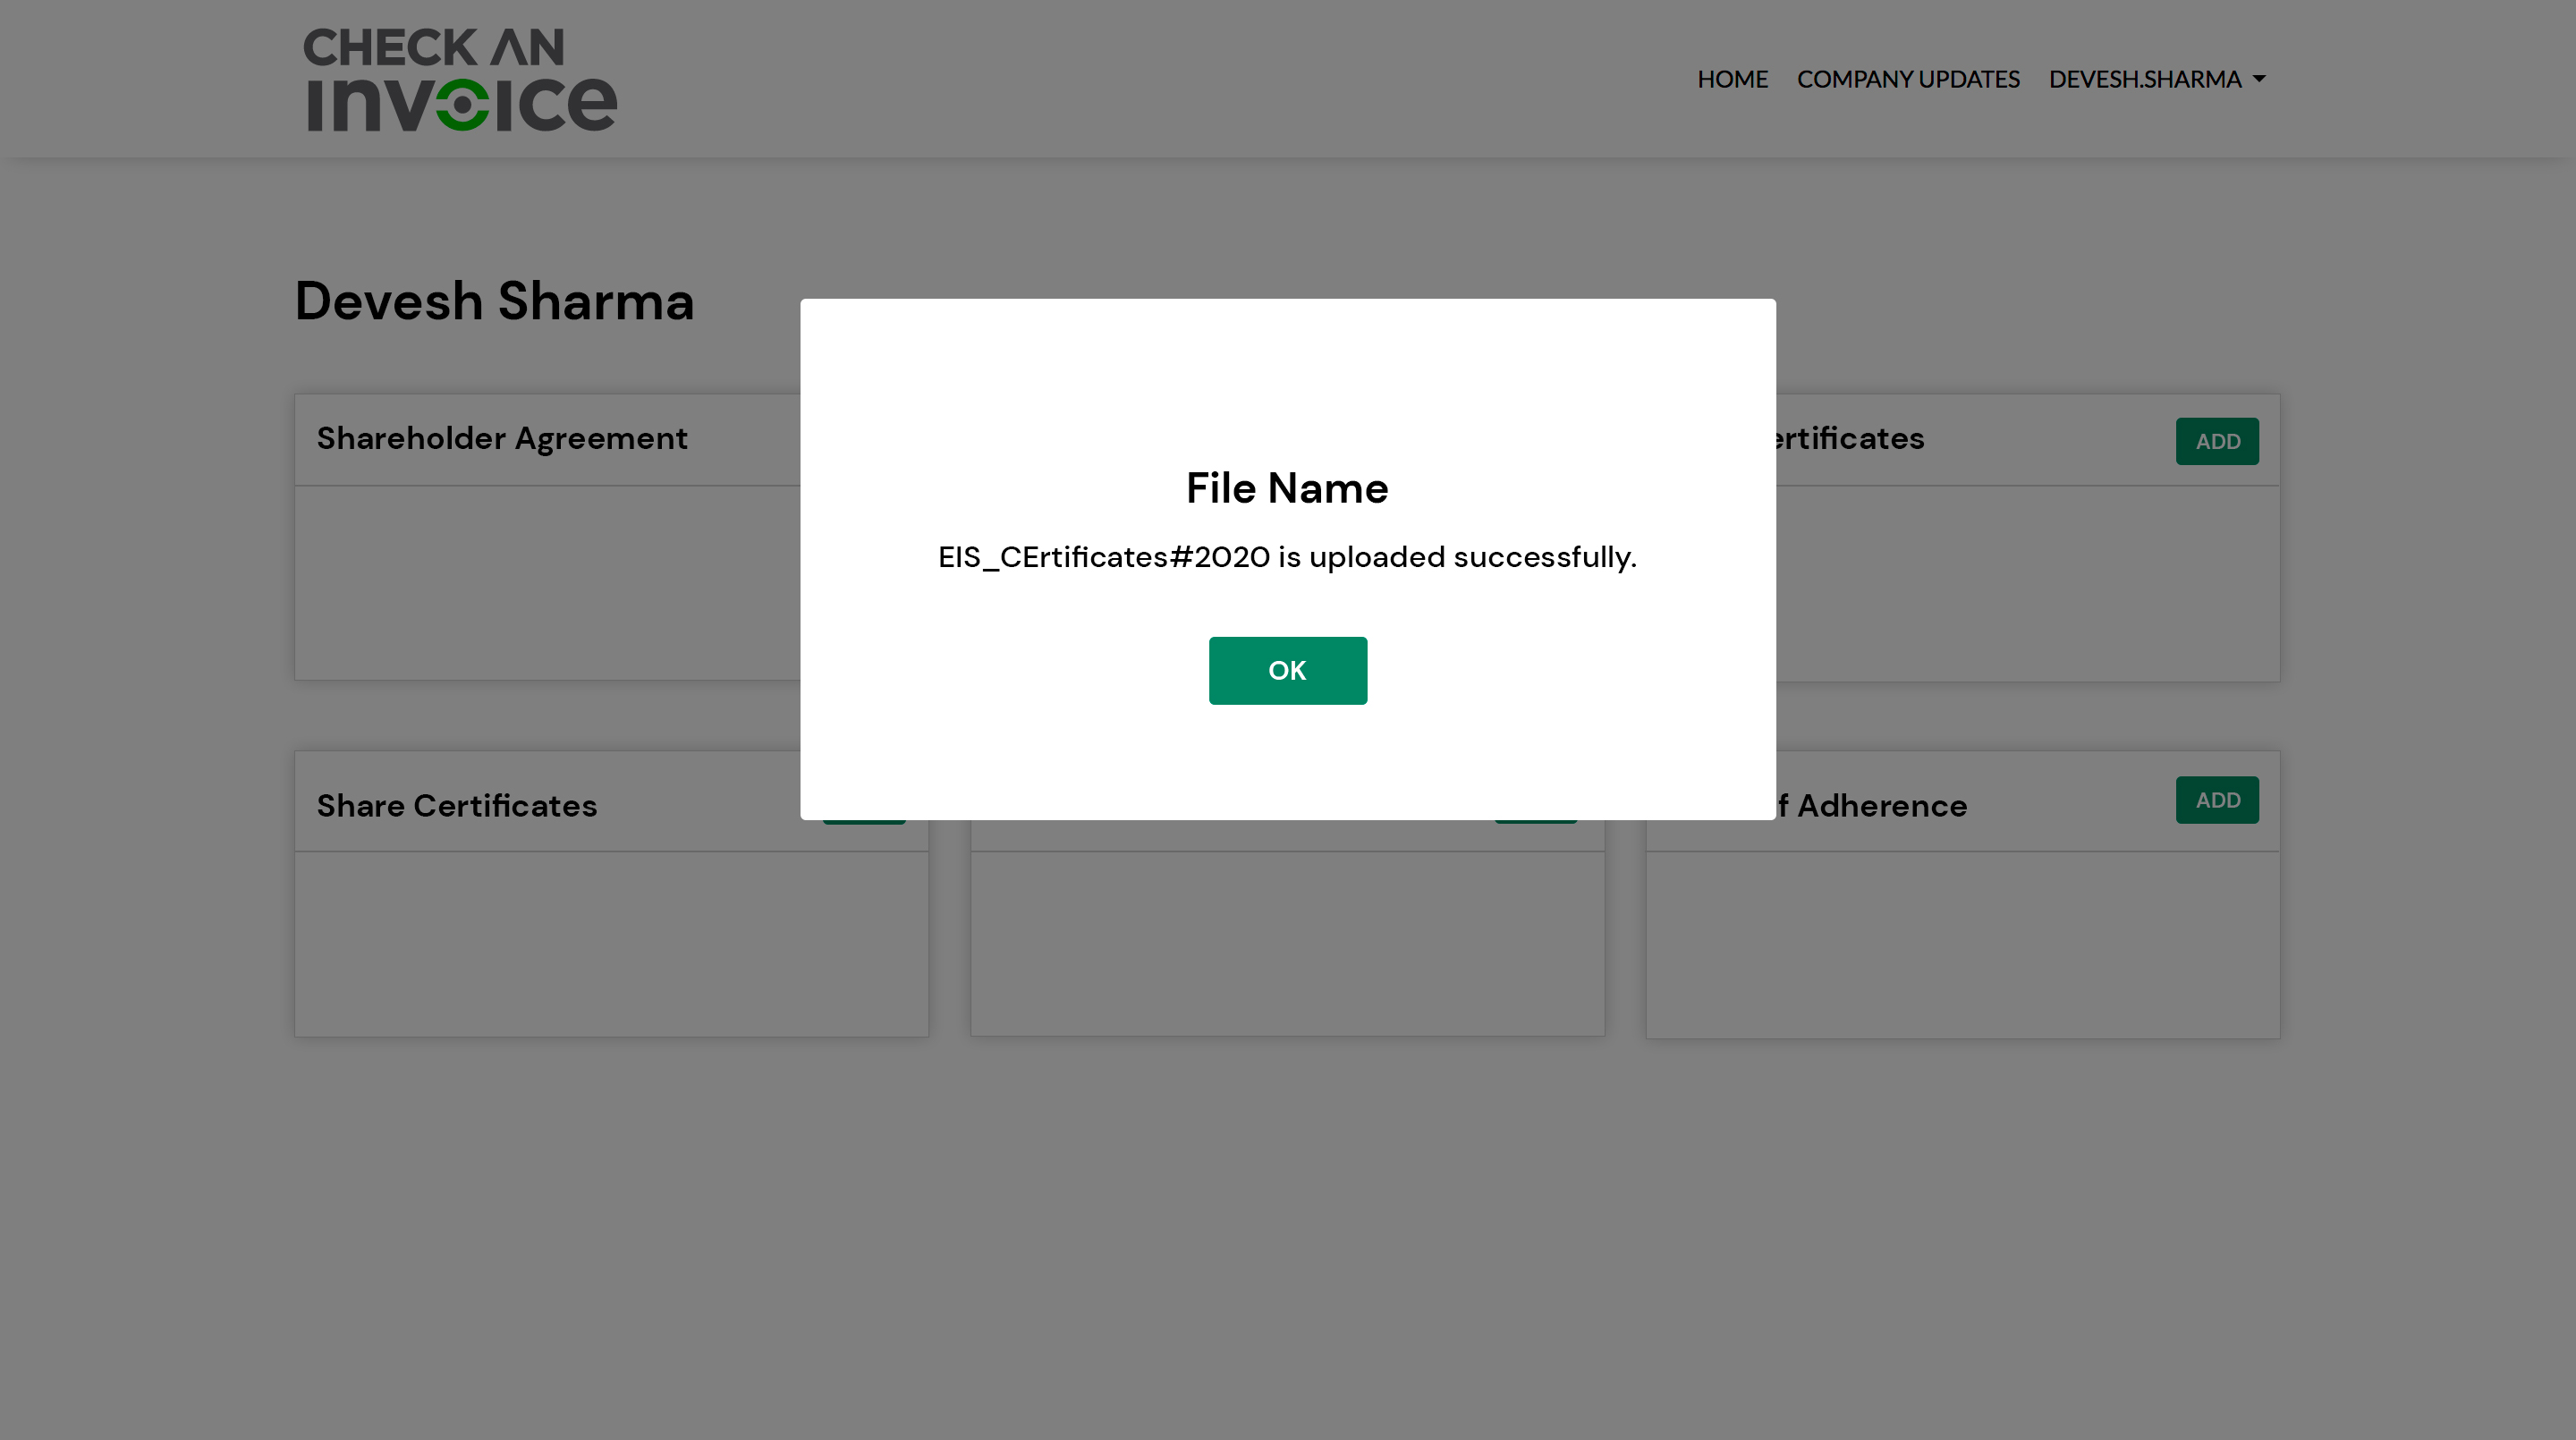 CHECK AN
invoice
HOME COMPANY UPDATES DEVESH.SHARMA
Devesh Sharma
Shareholder Agreement
ertificates
ADD
File Name
EIS_CErtificates#2020 is uploaded successfully.
OK
Share Certificates
f Adherence
ADD